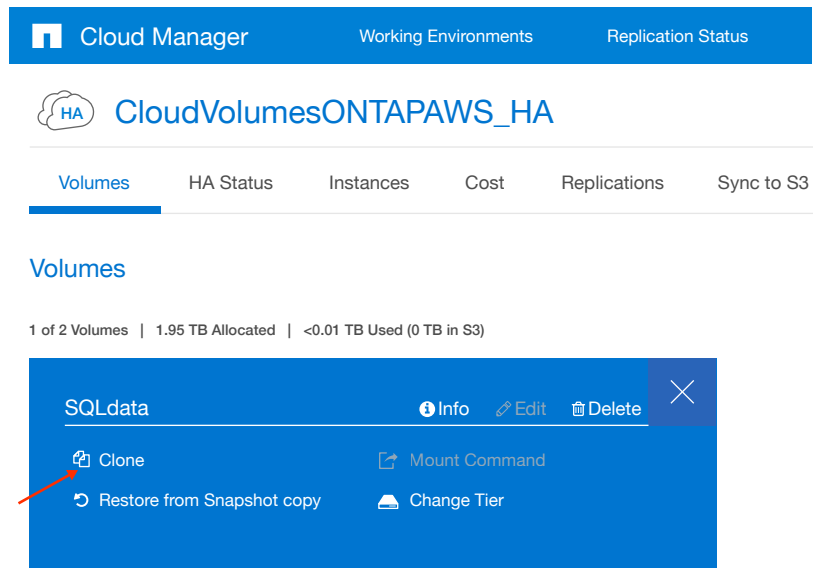 Cloud Manager Working Environments Replication Status
HA CloudVolumesONTAPAWS_HA
Volumes HA Status Instances Cost Replications Sync to S3
Volumes
1 of 2 Volumes | 1.95 TB Allocated | <0.01 TB Used (0 TB in S3)
SQLdata Info Edit Delete
Clone Mount Command
Restore from Snapshot copy Change Tier